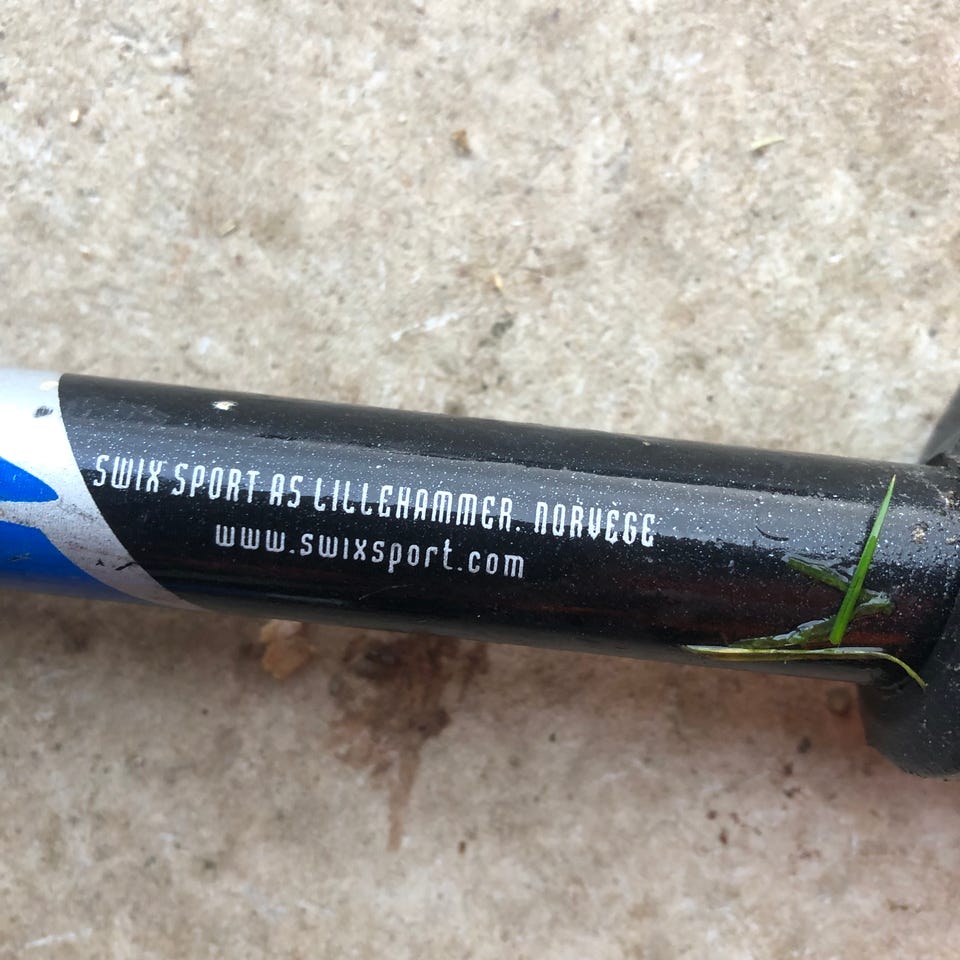 SWIX SPORT AS LILLEHAMMER, NORVEGE
www.swixsport.com